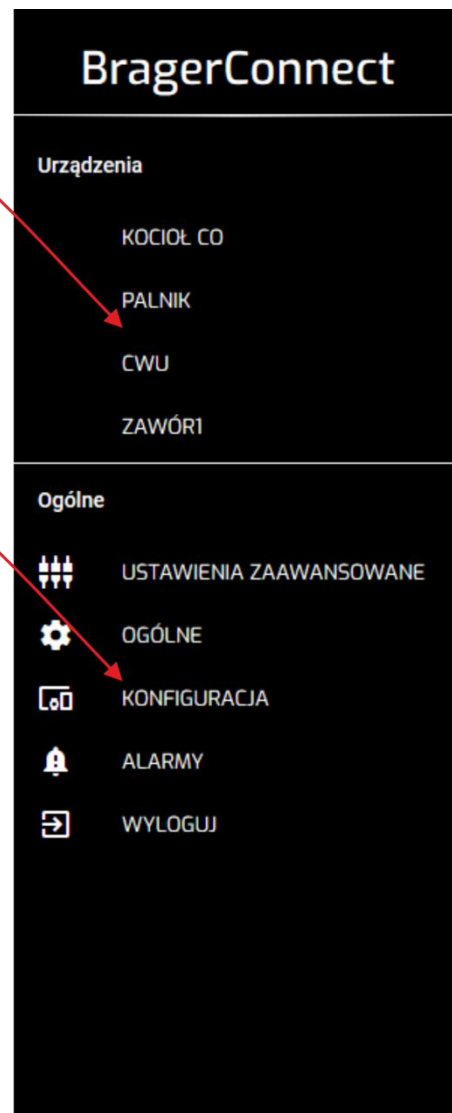 BragerConnect
Urządzenia
KOCIOŁ CO
PALNIK
CWU
ZAWÓR1
Ogólne
USTAWIENIA ZAAWANSOWANE
OGÓLNE
KONFIGURACJA
ALARMY
WYLOGUJ